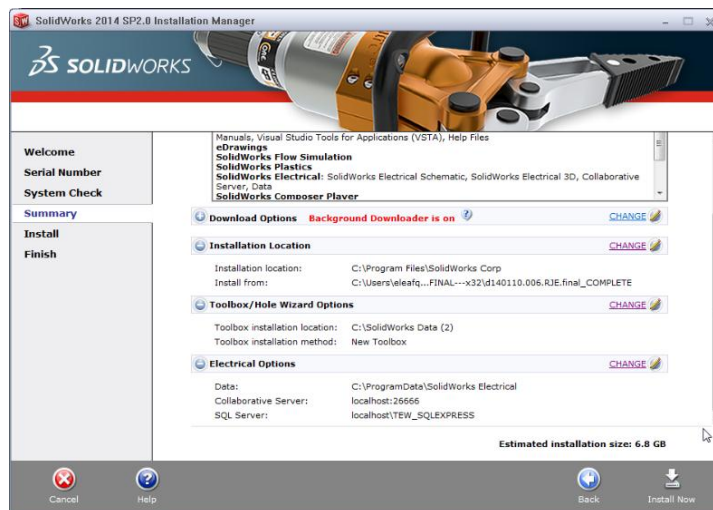 SolidWorks 2014 SP2.0 Installation Manager
SOLIDWORKS
Welcome
Serial Number
System Check
Summary
Install
Finish
Manuals, Visual Studio Tools for Applications (VSTA), Help Files
eDrawings
SolidWorks Flow Simulation
SolidWorks Plastics
SolidWorks Electrical: SolidWorks Electrical Schematic, SolidWorks Electrical 3D, Collaborative
Server, Data
SolidWorks Composer Player
Download Options Background Downloader is on ? CHANGE
Installation Location CHANGE
Installation location: C:\Program Files\SolidWorks Corp
Install from: C:\Users\eleafq...FINAL---x32\d140110.006.RJE.final_COMPLETE
Toolbox/Hole Wizard Options CHANGE
Toolbox installation location: C:\SolidWorks Data (2)
Toolbox installation method: New Toolbox
Electrical Options CHANGE
Data: C:\ProgramData\SolidWorks Electrical
Collaborative Server: localhost:26666
SQL Server: localhost\TEW_SQLEXPRESS
Estimated installation size: 6.8 GB
Cancel
Help
Back
Install Now